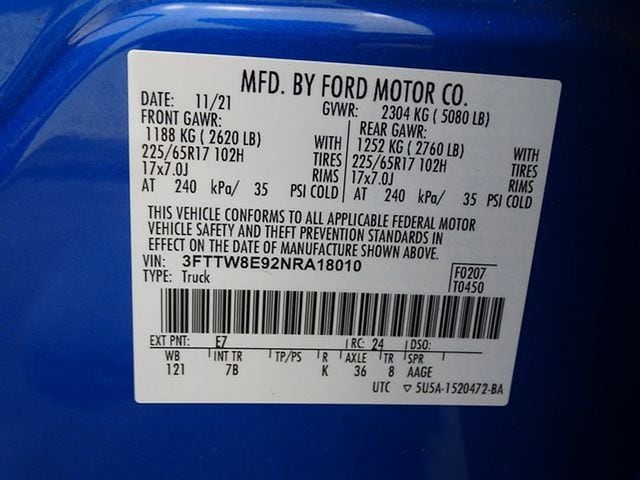 MFD. BY FORD MOTOR CO.
DATE: 11/21 GVWR: 2304 KG ( 5080 LB)
FRONT GAWR: REAR GAWR:
1188 KG ( 2620 LB) WITH 1252 KG ( 2760 LB) WITH
225/65R17 102H TIRES 225/65R17 102H TIRES
17x7.0J RIMS 17x7.0J RIMS
AT 240 kPa/ 35 PSI COLD AT 240 kPa/ 35 PSI COLD
THIS VEHICLE CONFORMS TO ALL APPLICABLE FEDERAL MOTOR
VEHICLE SAFETY AND THEFT PREVENTION STANDARDS IN
EFFECT ON THE DATE OF MANUFACTURE SHOWN ABOVE.
VIN: 3FTTW8E92NRA18010 F0207
TYPE: Truck T0450
EXT PNT: E7 RC: 24 DSO:
WB INT TR TP/PS R AXLE TR SPR
121 7B K 36 8 AAGE
UTC ▽ 5U5A-1520472-BA